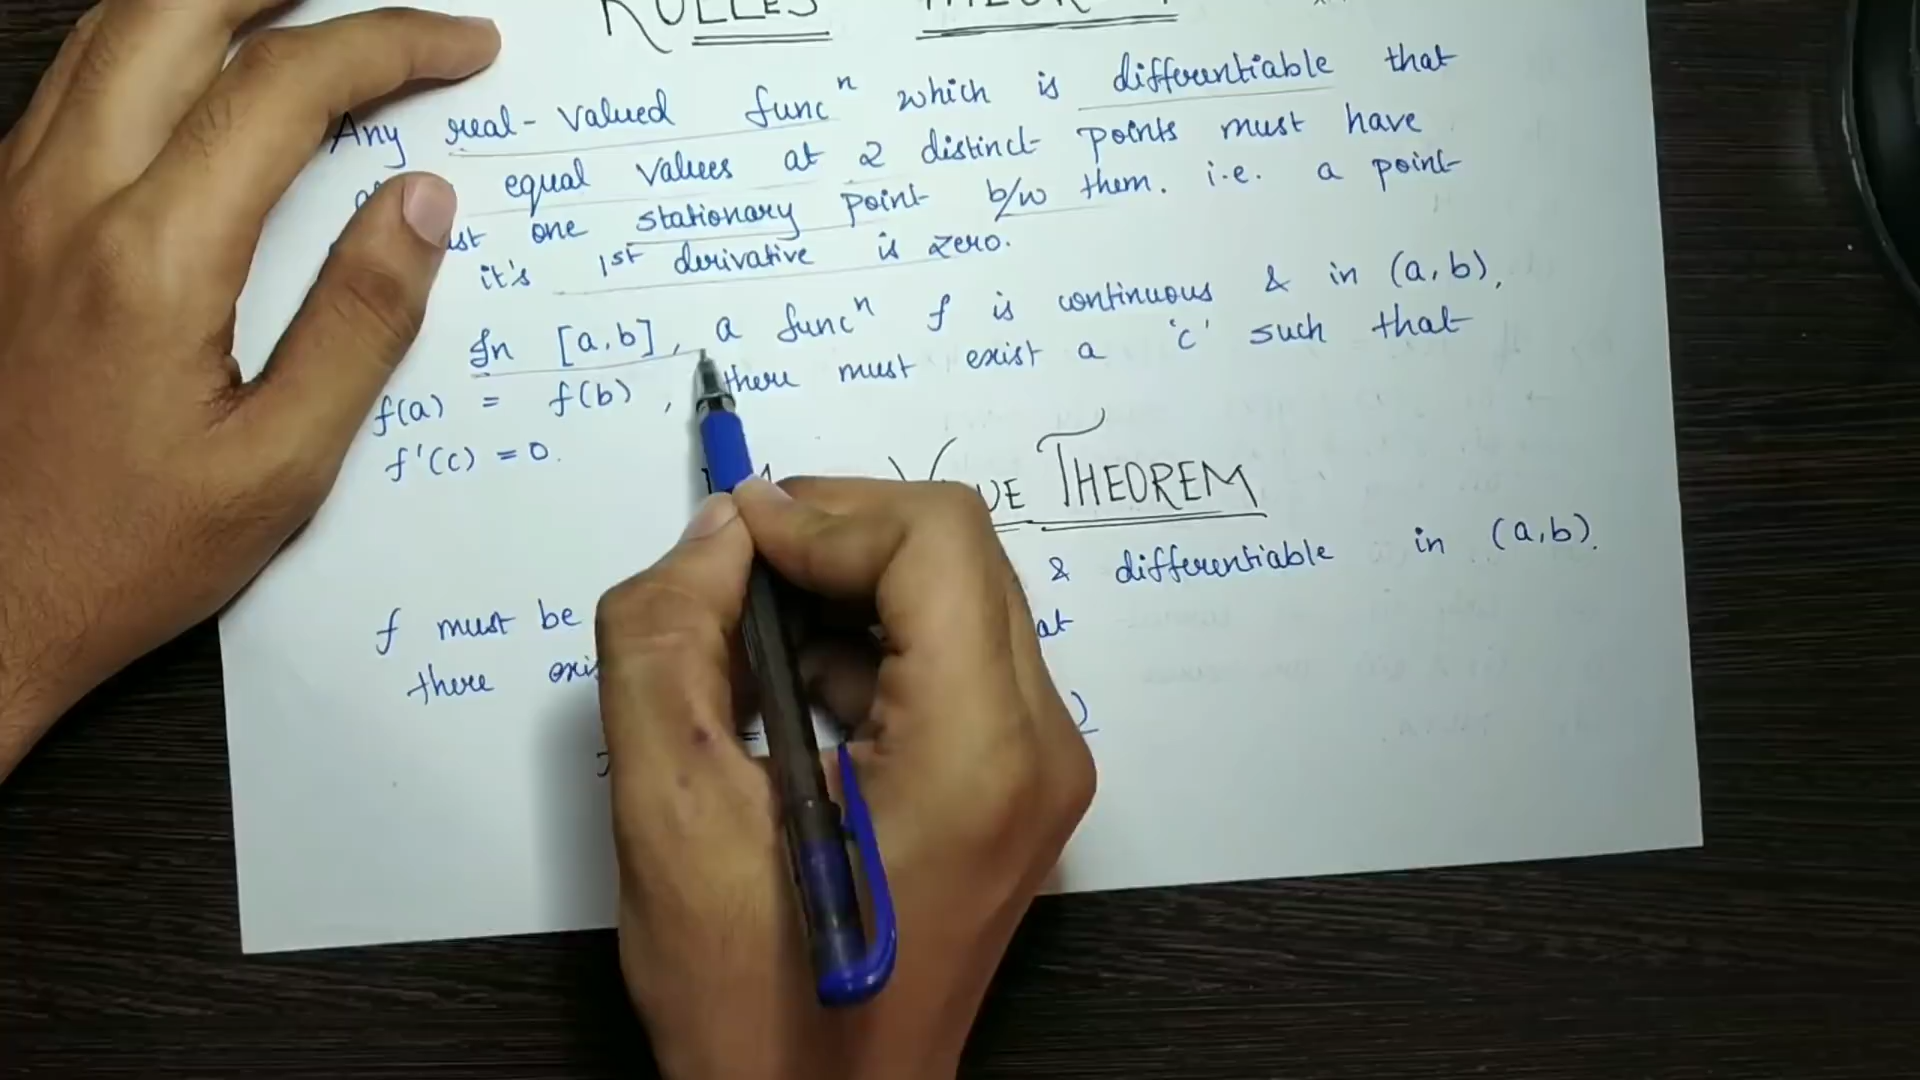 ROLLES THEOREM
Any real-valued funcⁿ which is differentiable that
equal values at 2 distinct points must have
one stationary point b/w them. i.e. a point
it's 1st derivative is zero.
In [a,b], a funcⁿ f is continuous & in (a,b),
f(a) = f(b), there must exist a 'c' such that
f'(c) = 0.
THEOREM
f must be & differentiable in (a,b).
there